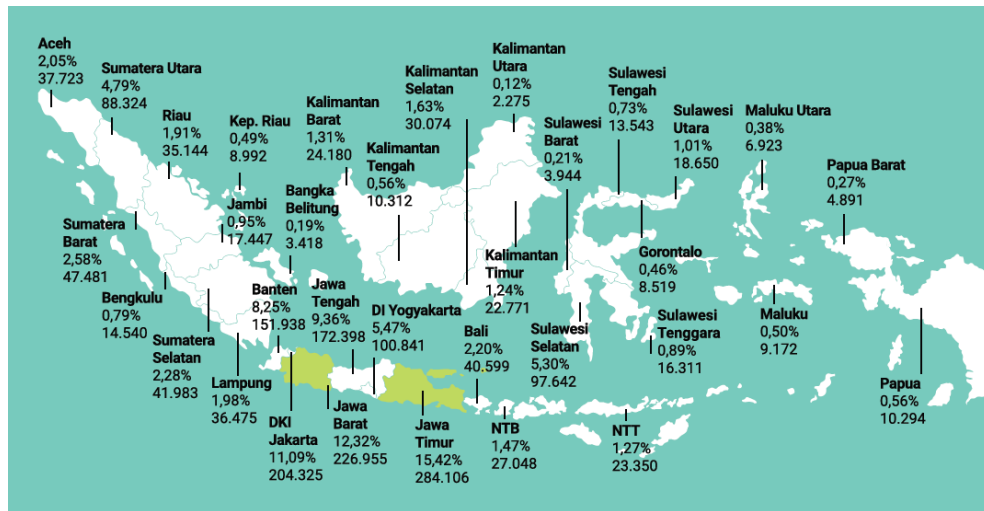 Aceh
2,05%
37.723
Sumatera Utara
4,79%
88.324
Riau
1,91%
35.144
Kep. Riau
0,49%
8.992
Kalimantan
Barat
1,31%
24.180
Kalimantan
Tengah
0,56%
10.312
Kalimantan
Selatan
1,63%
30.074
Kalimantan
Utara
0,12%
2.275
Sulawesi
Barat
0,21%
3.944
Sulawesi
Tengah
0,73%
13.543
Sulawesi
Utara
1,01%
18.650
Maluku Utara
0,38%
6.923
Papua Barat
0,27%
4.891
Sumatera
Barat
2,58%
47.481
Jambi
0,95%
17.447
Bangka
Belitung
0,19%
3.418
Bengkulu
0,79%
14.540
Sumatera
Selatan
2,28%
41.983
Lampung
1,98%
36.475
Banten
8,25%
151.938
Jawa
Tengah
9,36%
172.398
DI Yogyakarta
5,47%
100.841
Bali
2,20%
40.599
Kalimantan
Timur
1,24%
22.771
Sulawesi
Selatan
5,30%
97.642
Gorontalo
0,46%
8.519
Sulawesi
Tenggara
0,89%
16.311
Maluku
0,50%
9.172
Papua
0,56%
10.294
DKI
Jakarta
11,09%
204.325
Jawa
Barat
12,32%
226.955
Jawa
Timur
15,42%
284.106
NTB
1,47%
27.048
NTT
1,27%
23.350